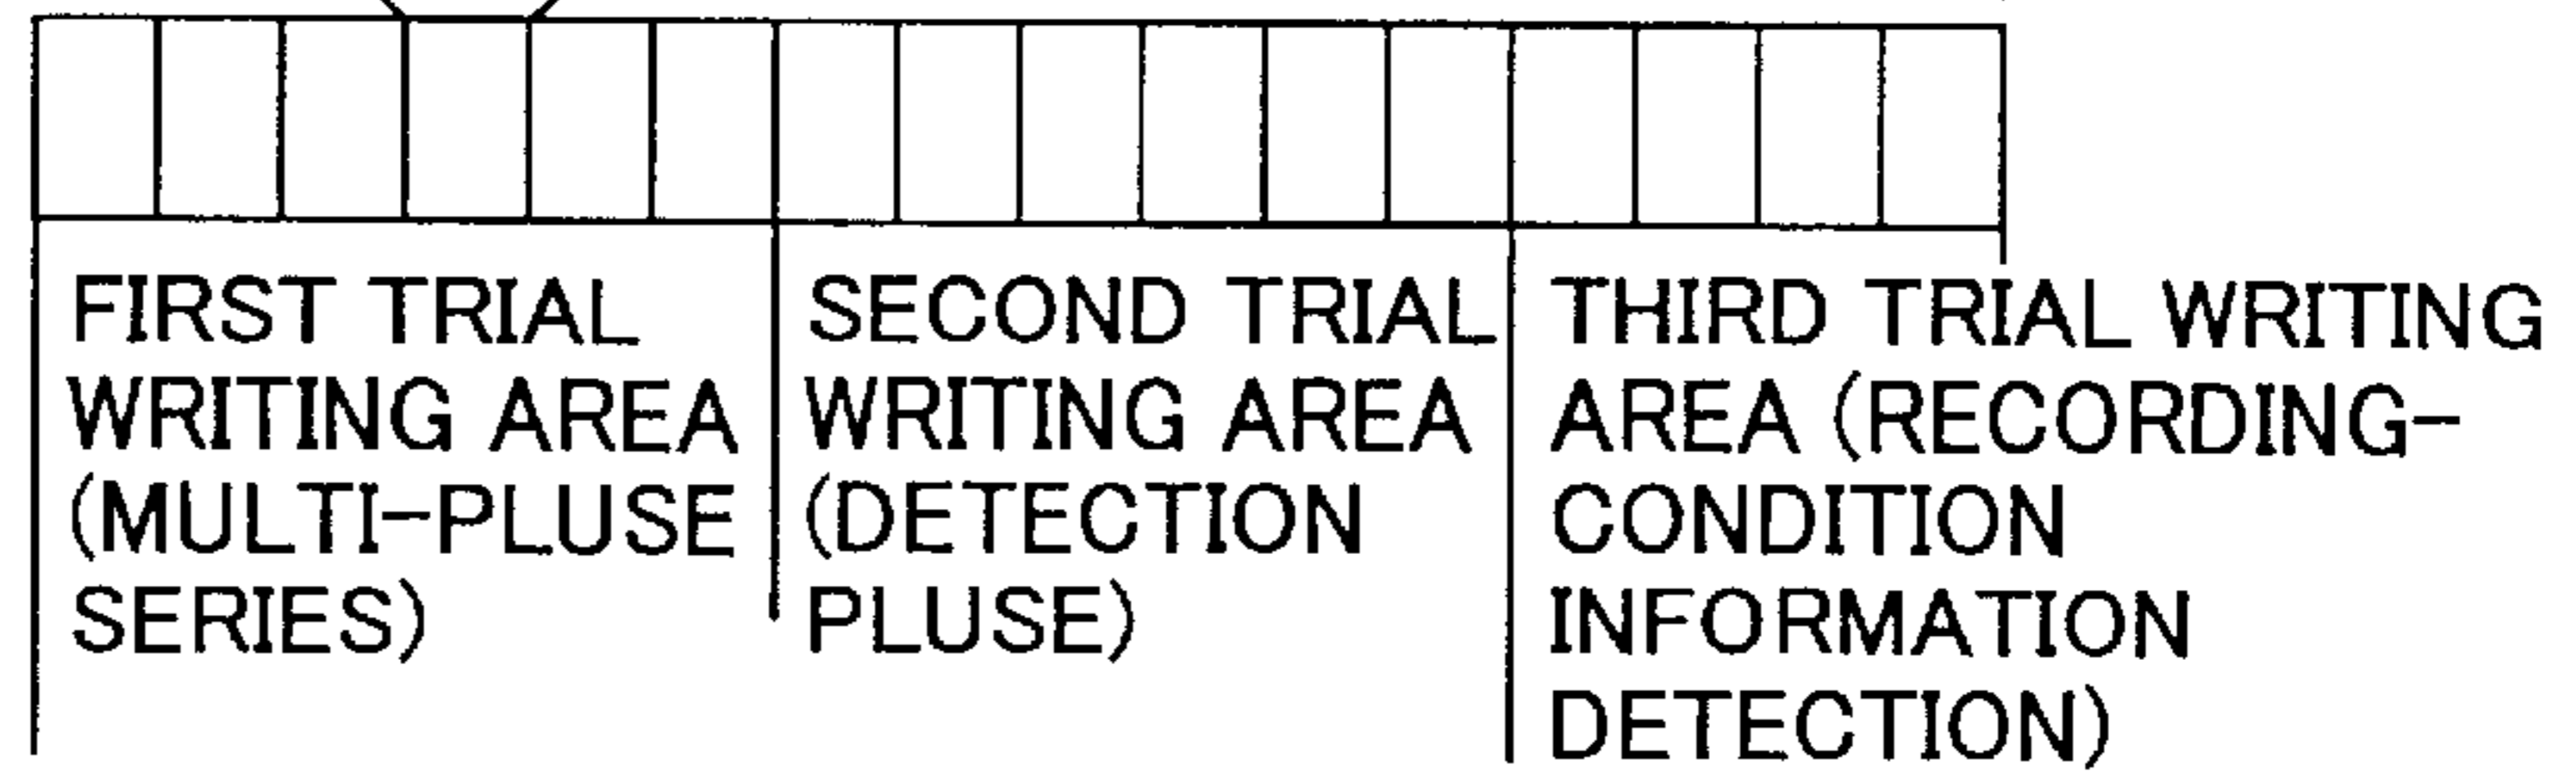 FIRST TRIAL
WRITING AREA
(MULTI-PLUSE
SERIES)
SECOND TRIAL
WRITING AREA
(DETECTION
PLUSE)
THIRD TRIAL WRITING
AREA (RECORDING-
CONDITION
INFORMATION
DETECTION)